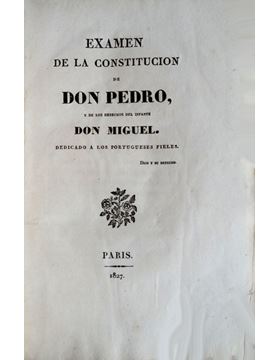 EXAMEN
DE LA CONSTITUCION
DE
DON PEDRO,
Y DE LOS DERECHOS DEL INFANTE
DON MIGUEL.
DEDICADO A LOS PORTUGUESES FIELES.
DIOS Y SU DERECHO.
PARIS.
1827.